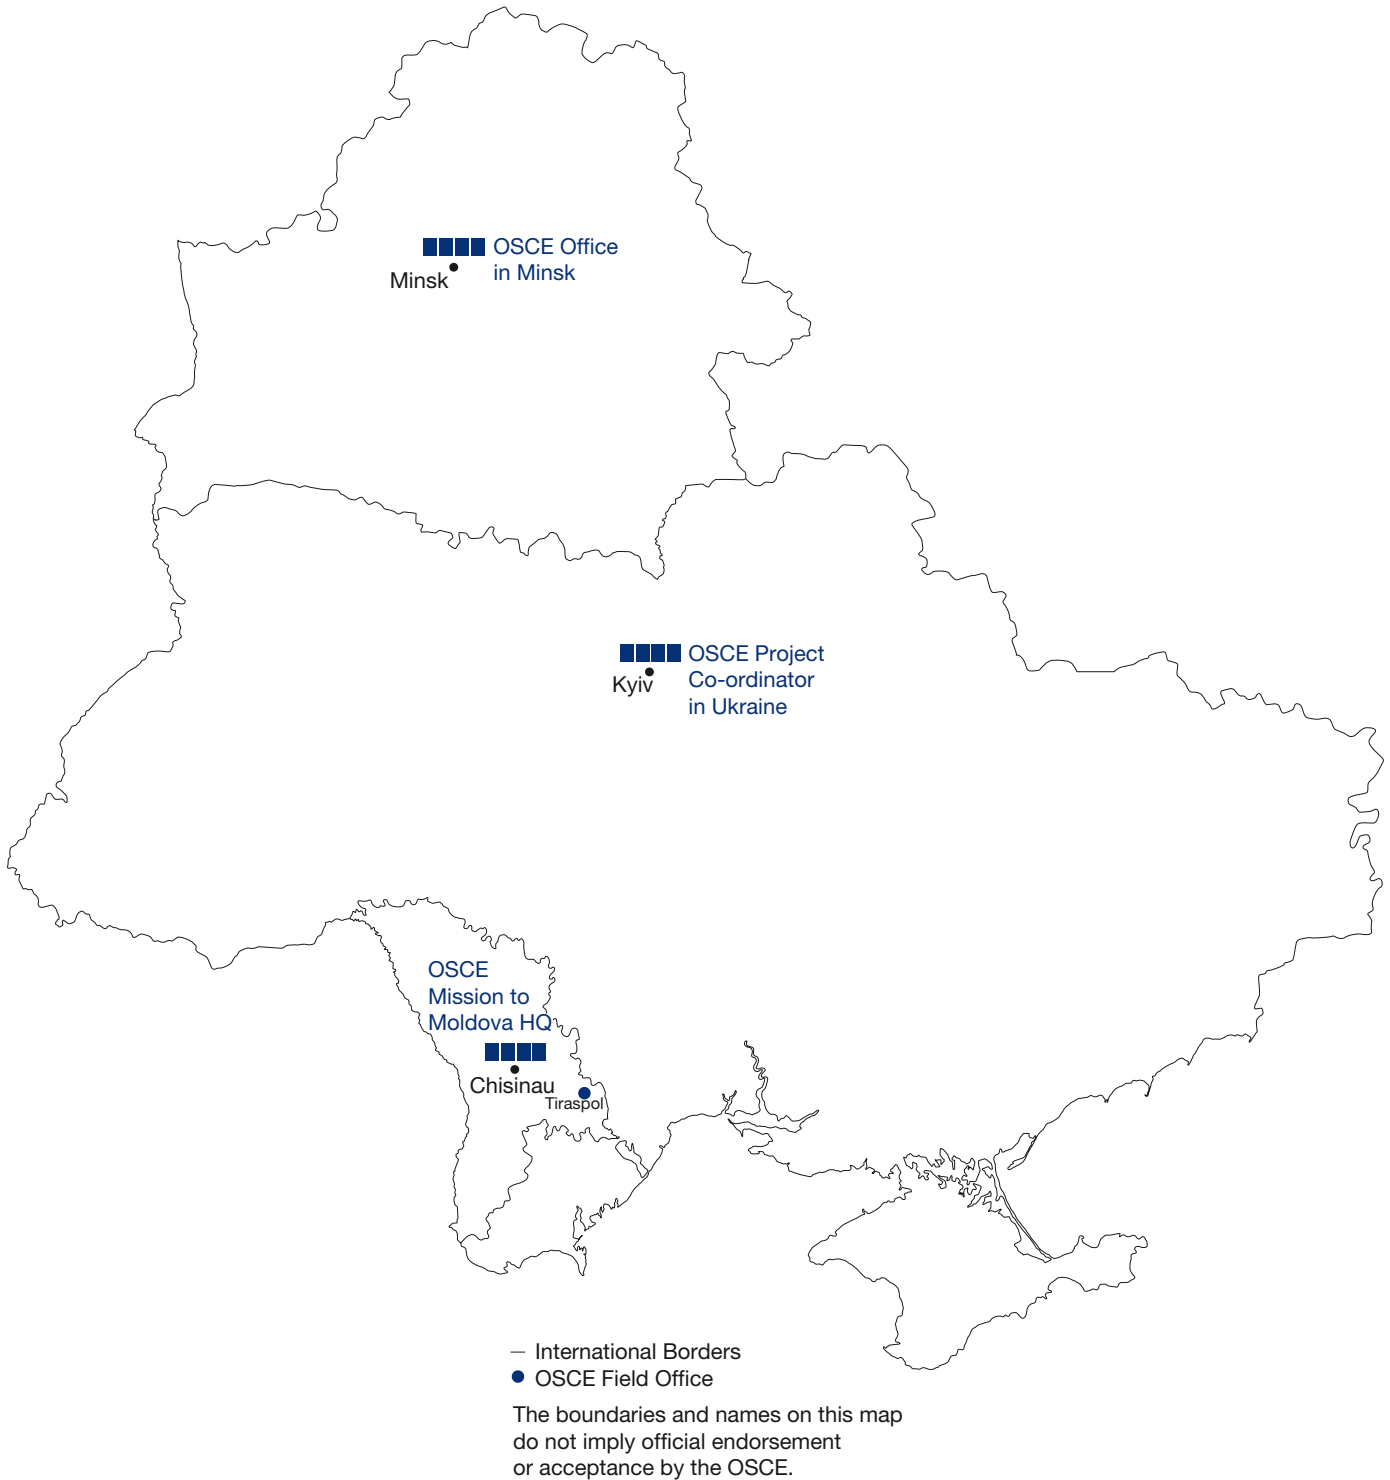 OSCE Office
in Minsk
Minsk
OSCE Project
Co-ordinator
in Ukraine
Kyiv
OSCE
Mission to
Moldova HQ
Chisinau
Tiraspol
International Borders
OSCE Field Office
The boundaries and names on this map
do not imply official endorsement
or acceptance by the OSCE.